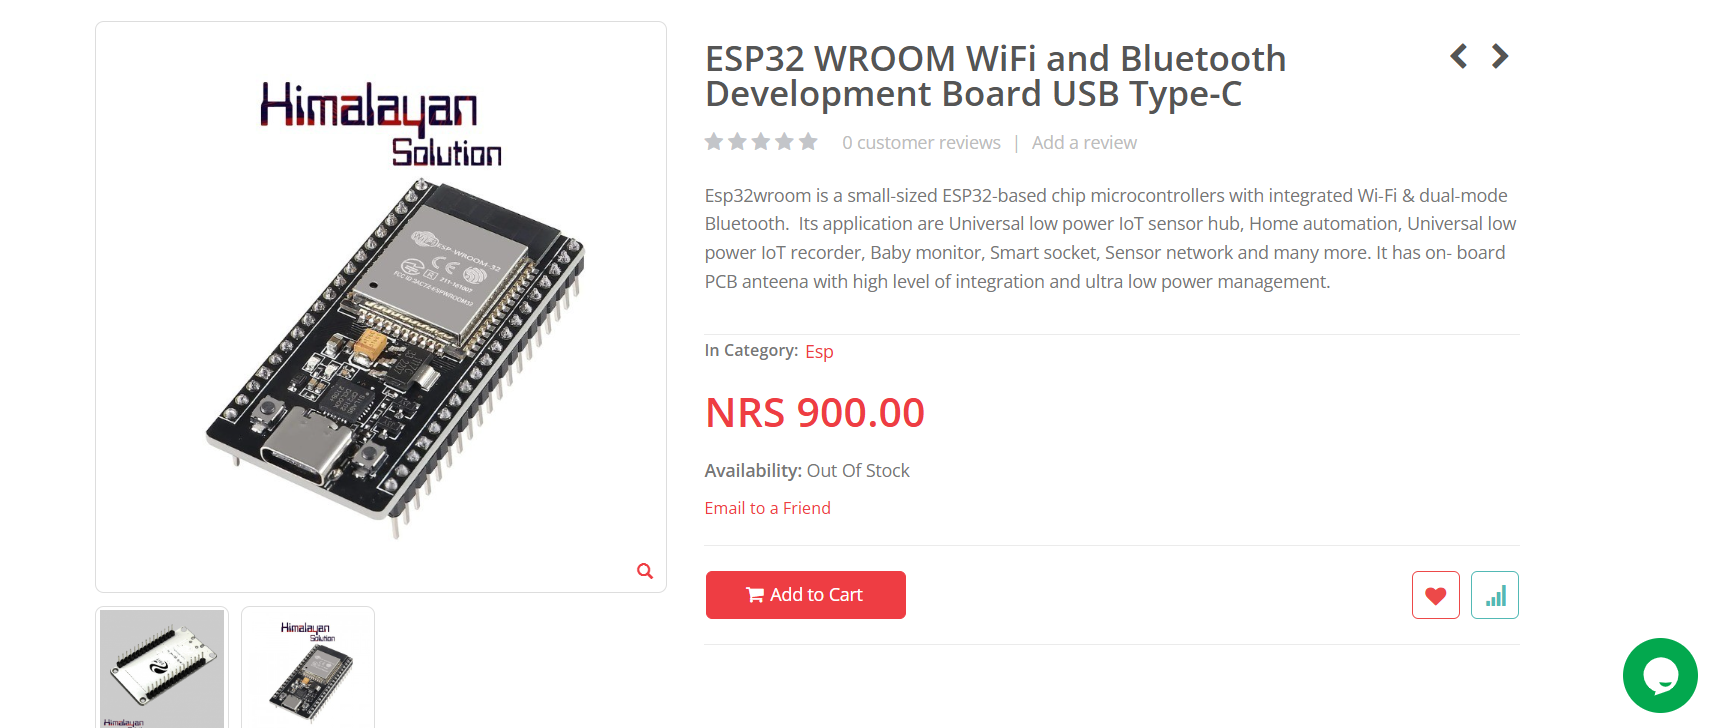 Himalayan
Solution
ESP-WROOM-32
ESP32 WROOM WiFi and Bluetooth
Development Board USB Type-C
0 customer reviews | Add a review
Esp32wroom is a small-sized ESP32-based chip microcontrollers with integrated Wi-Fi & dual-mode
Bluetooth. Its application are Universal low power IoT sensor hub, Home automation, Universal low
power IoT recorder, Baby monitor, Smart socket, Sensor network and many more. It has on- board
PCB anteena with high level of integration and ultra low power management.
In Category: Esp
NRS 900.00
Availability: Out Of Stock
Email to a Friend
Add to Cart
Himalayan
Himalayan
Solution